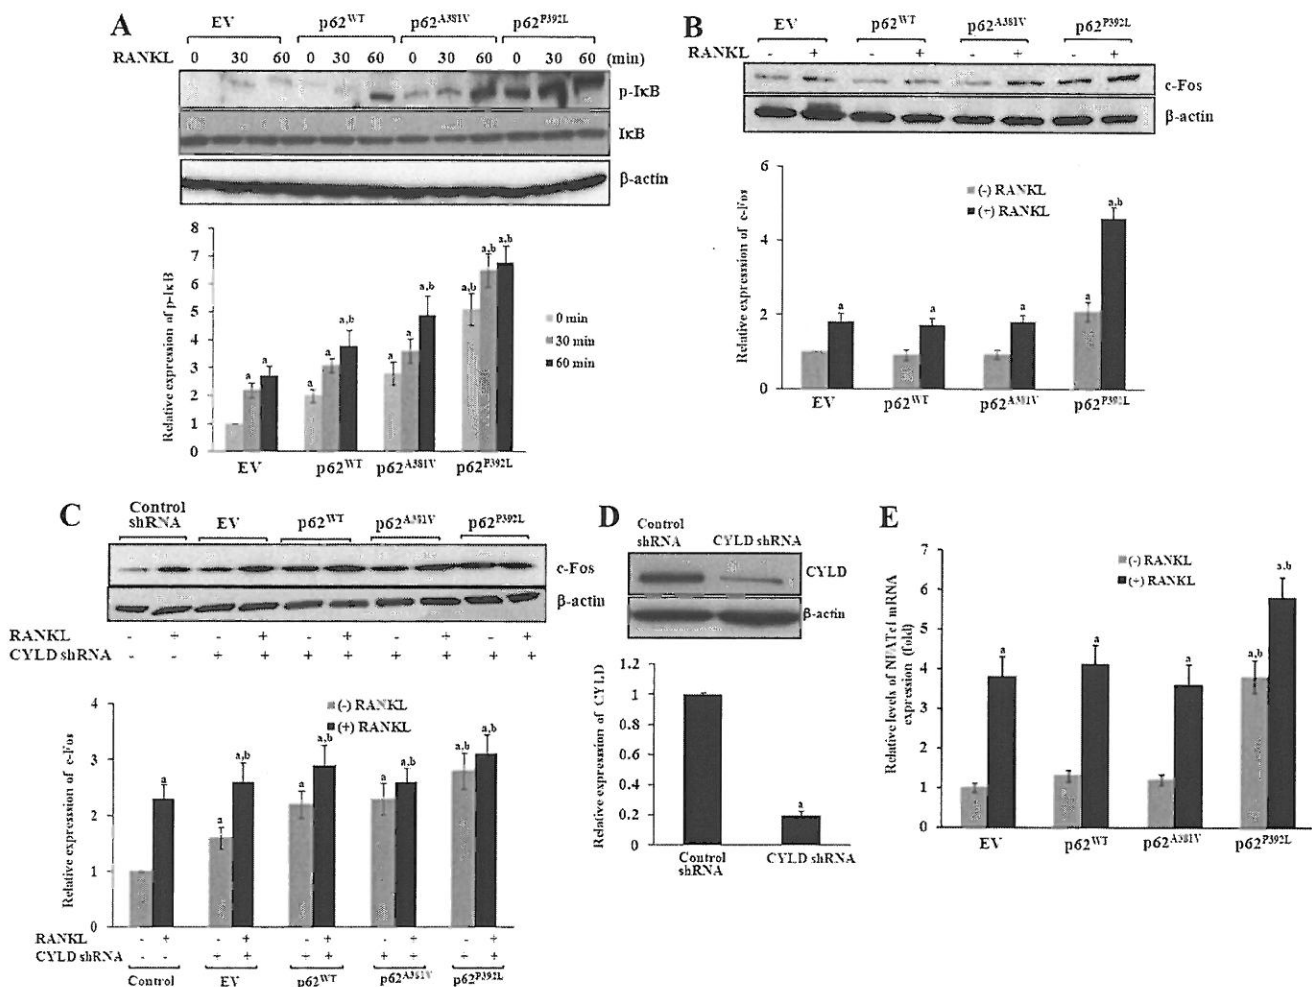 A
EV p62WT p62A381V p62P392L
RANKL 0 30 60 0 30 60 0 30 60 0 30 60 (min)
p-IκB
IκB
β-actin
Relative expression of p-IκB
8
7
6
5
4
3
2
1
0
a a a a a,b a a a,b a,b a,b a,b
0 min
30 min
60 min
EV p62WT p62A381V p62P392L
B
EV p62WT p62A381V p62P392L
RANKL - + - + - + - +
c-Fos
β-actin
Relative expression of c-Fos
6
4
2
0
(-) RANKL
(+) RANKL
a a a a a,b
EV p62WT p62A381V p62P392L
C
Control shRNA EV p62WT p62A381V p62P392L
c-Fos
β-actin
RANKL - + - + - + - + - +
CYLD shRNA - - + + + + + + + +
Relative expresssion of c-Fos
4
3
2
1
0
(-) RANKL
(+) RANKL
a a a,b a a,b a a,b a,b a,b
RANKL - + - + - + - + - +
CYLD shRNA - - + + + + + + + +
Control EV p62WT p62A381V p62P392L
D
Control
shRNA CYLD shRNA
CYLD
β-actin
Relative expresssion of CYLD
1.2
1
0.8
0.6
0.4
0.2
0
a
Control
shRNA CYLD shRNA
E
Relative levels of NFATc1 mRNA
expression (fold)
7
6
5
4
3
2
1
0
(-) RANKL
(+) RANKL
a a a a,b a,b
EV p62WT p62A381V p62P392L